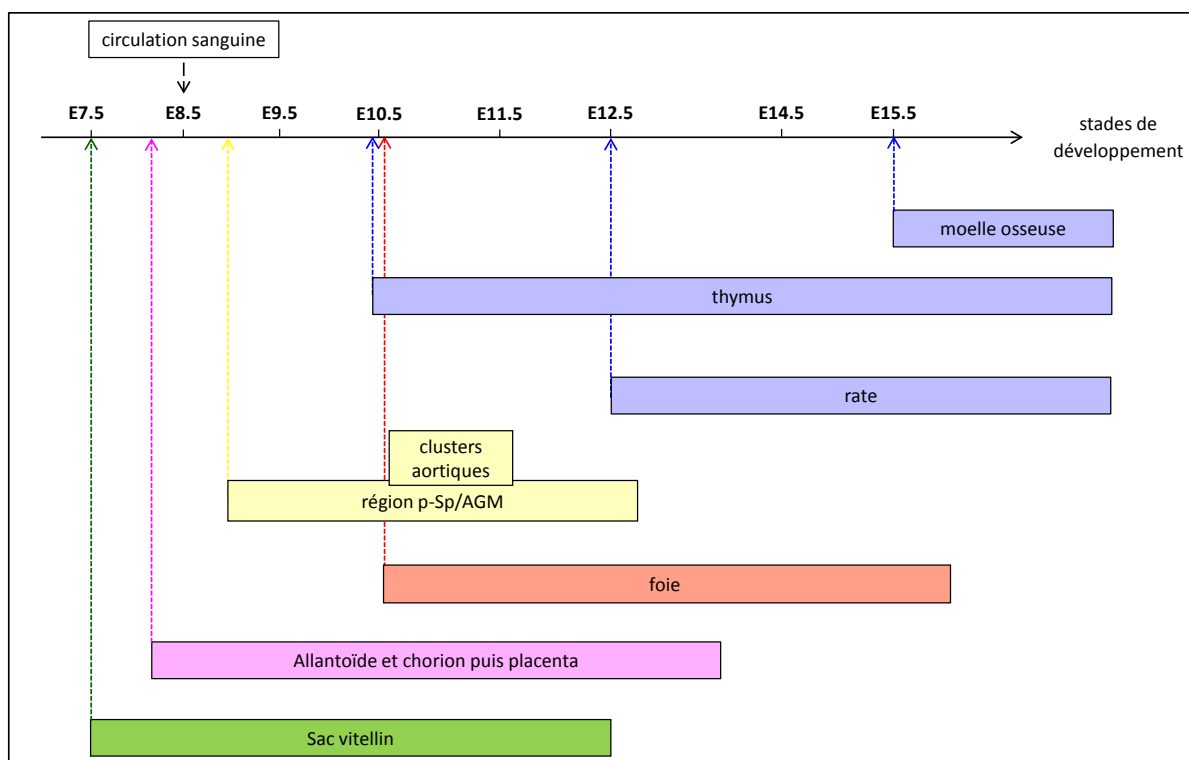 circulation sanguine
E7.5 E8.5 E9.5 E10.5 E11.5 E12.5 E14.5 E15.5
stades de
développement
moelle osseuse
thymus
rate
clusters
aortiques
région p-Sp/AGM
foie
Allantoïde et chorion puis placenta
Sac vitellin